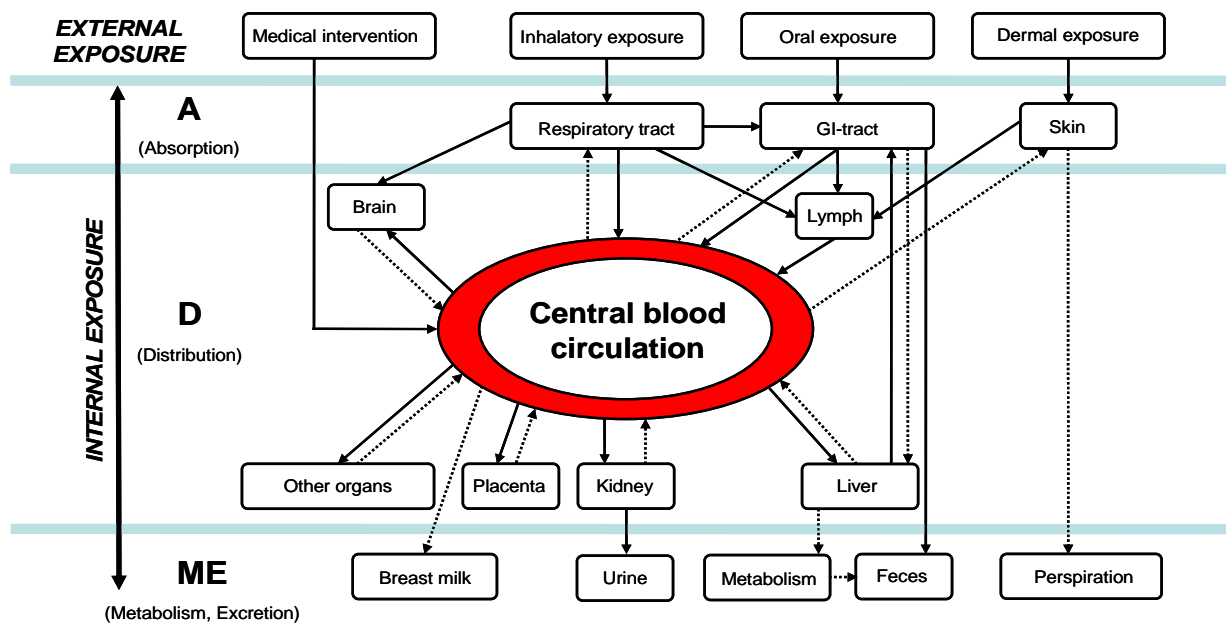 EXTERNAL
EXPOSURE
Medical intervention
Inhalatory exposure
Oral exposure
Dermal exposure
A
(Absorption)
Respiratory tract
GI-tract
Skin
Brain
Lymph
INTERNAL EXPOSURE
D
(Distribution)
Central blood
circulation
Other organs
Placenta
Kidney
Liver
ME
(Metabolism, Excretion)
Breast milk
Urine
Metabolism
Feces
Perspiration